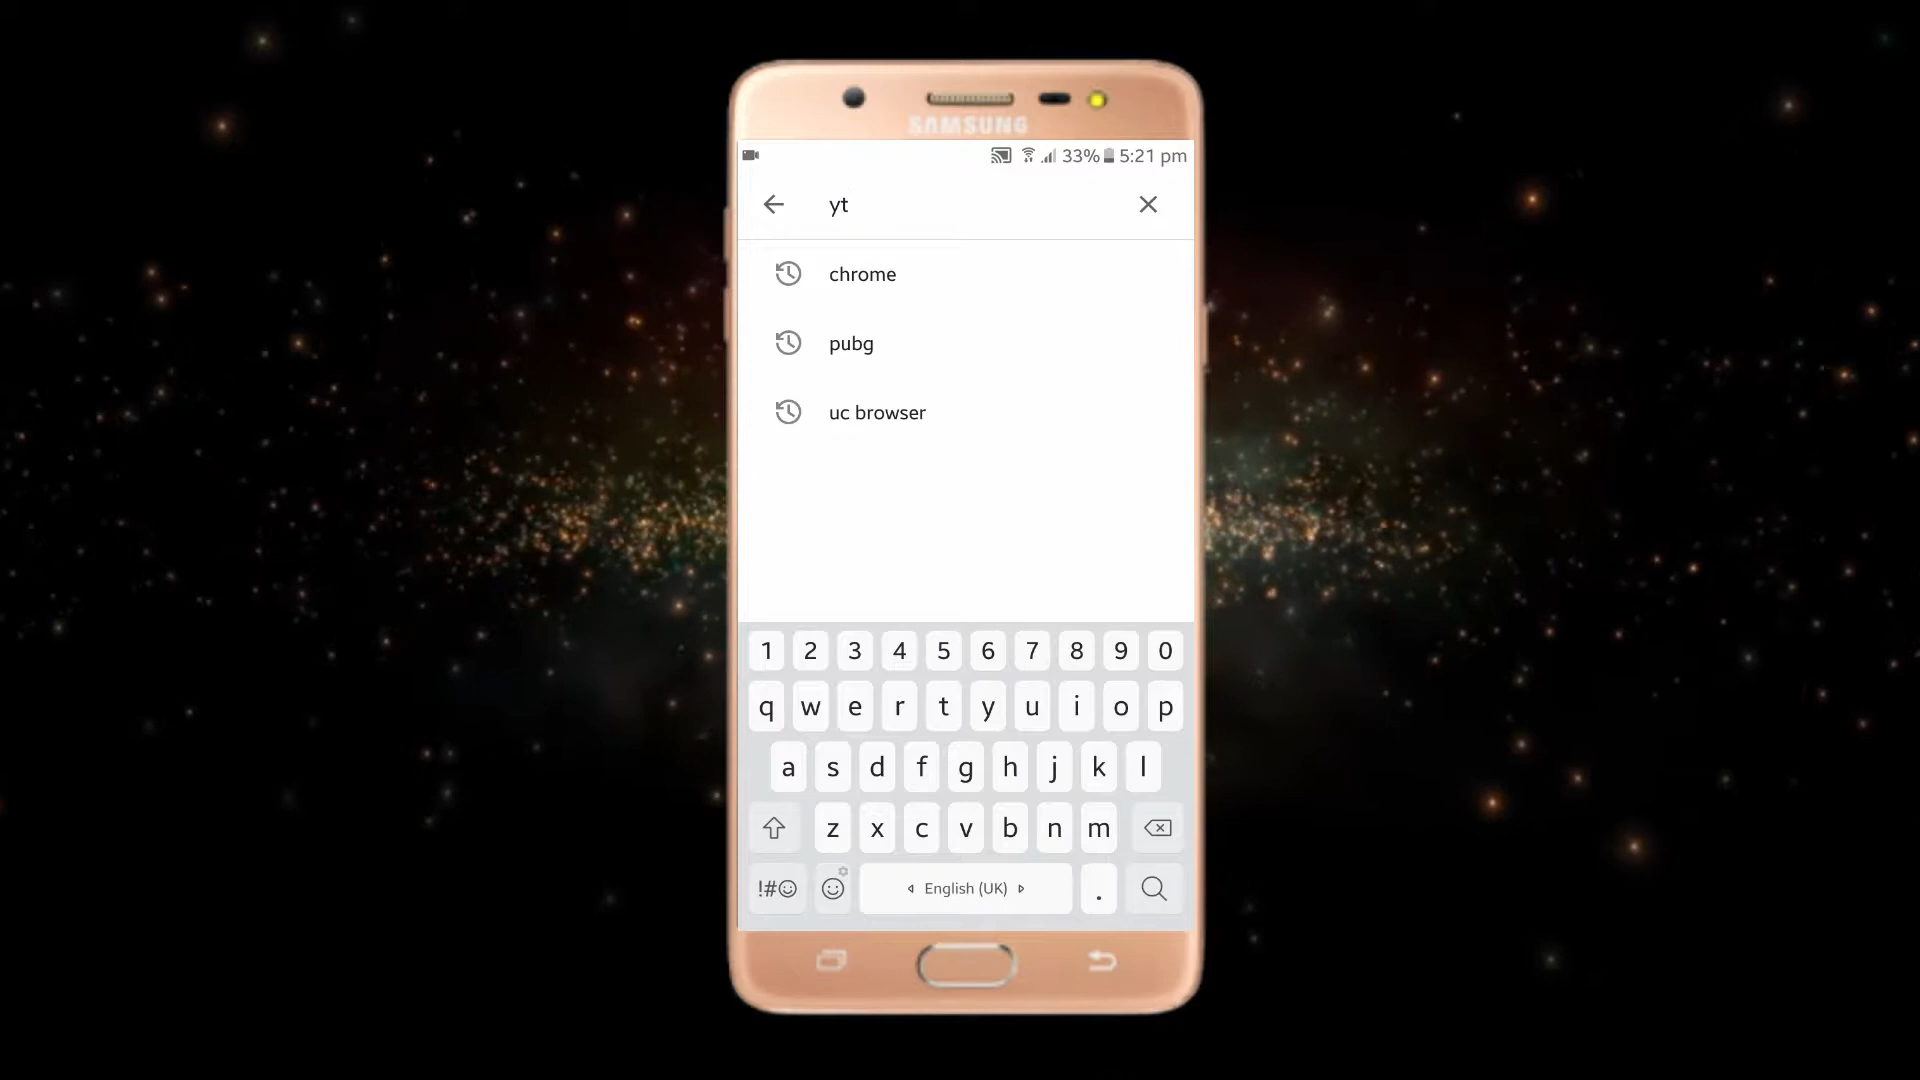 SAMSUNG
33% 5:21 pm
yt
chrome
pubg
uc browser
1 2 3 4 5 6 7 8 9 0
q w e r t y u i o p
a s d f g h j k l
z x c v b n m
!#☺ English (UK) .